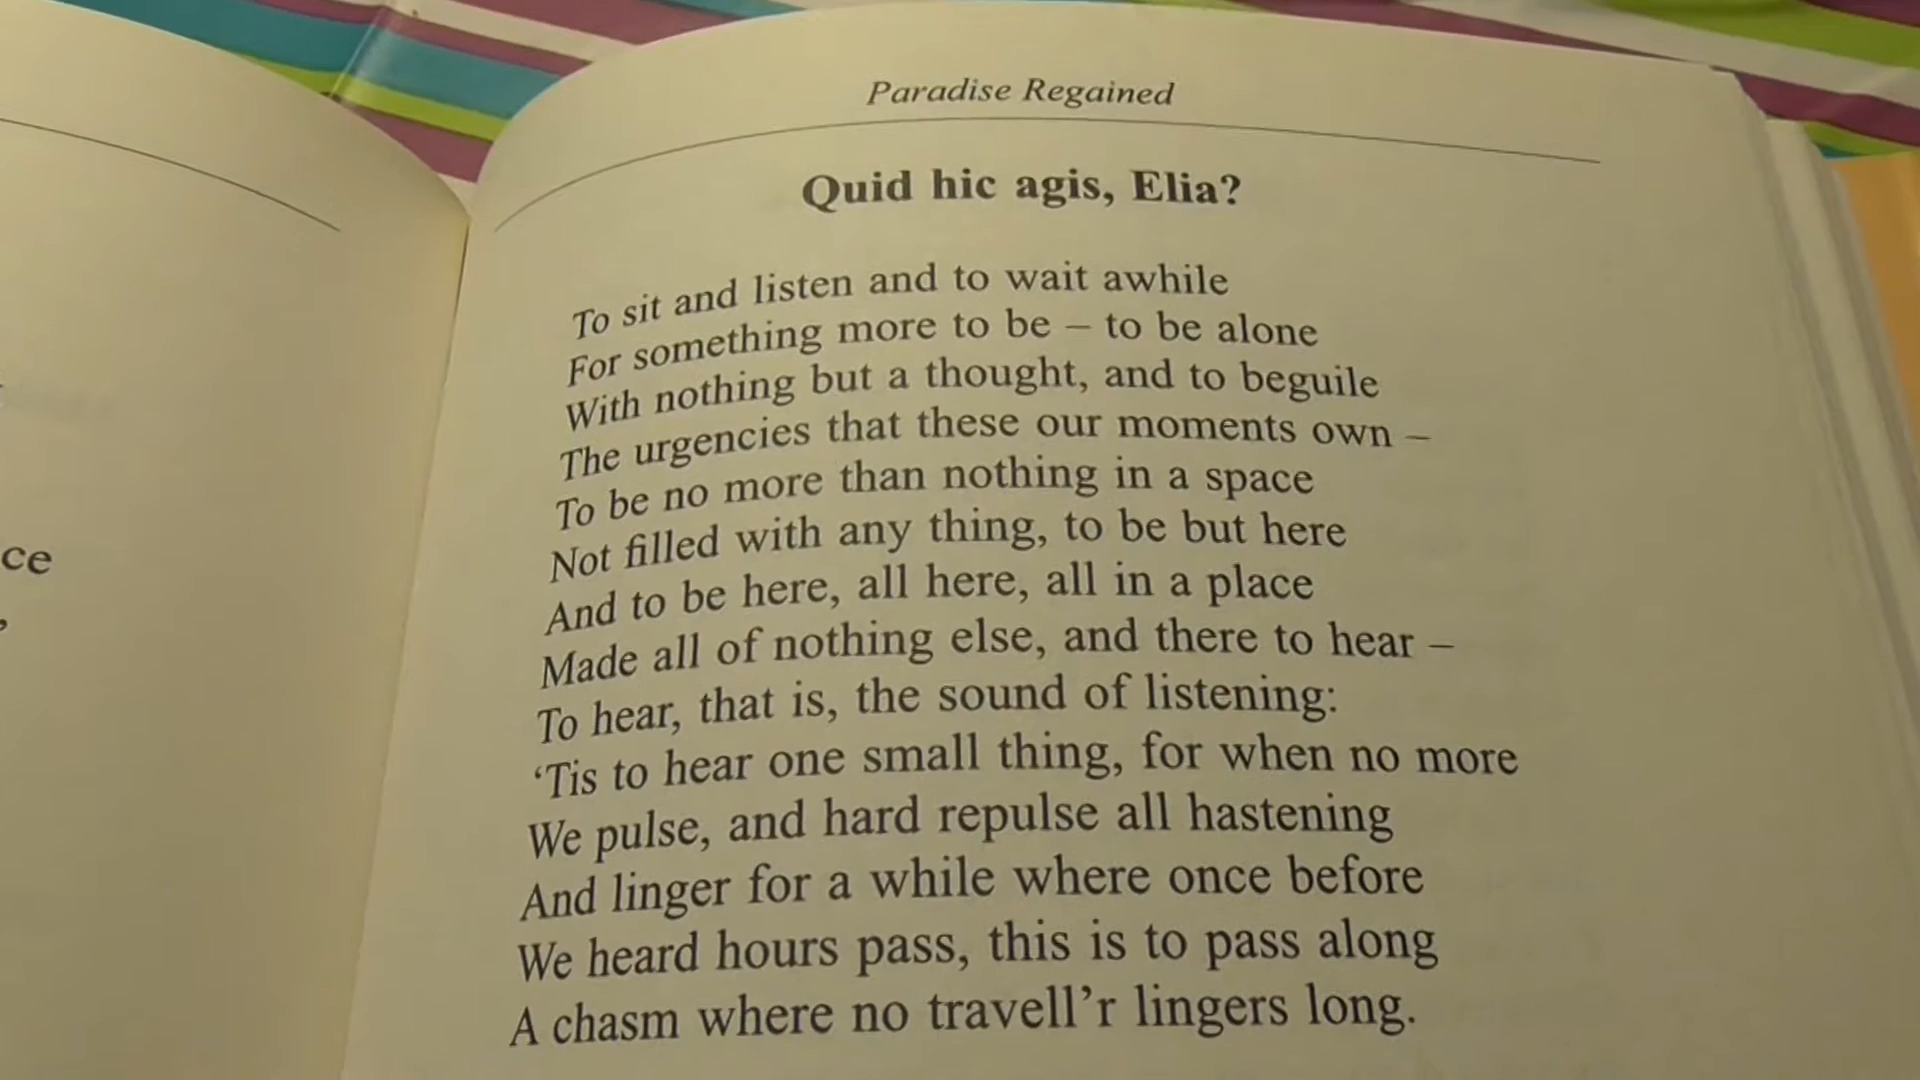 ce
,
Paradise Regained
Quid hic agis, Elia?
To sit and listen and to wait awhile
For something more to be – to be alone
With nothing but a thought, and to beguile
The urgencies that these our moments own –
To be no more than nothing in a space
Not filled with any thing, to be but here
And to be here, all here, all in a place
Made all of nothing else, and there to hear –
To hear, that is, the sound of listening:
‘Tis to hear one small thing, for when no more
We pulse, and hard repulse all hastening
And linger for a while where once before
We heard hours pass, this is to pass along
A chasm where no travell’r lingers long.